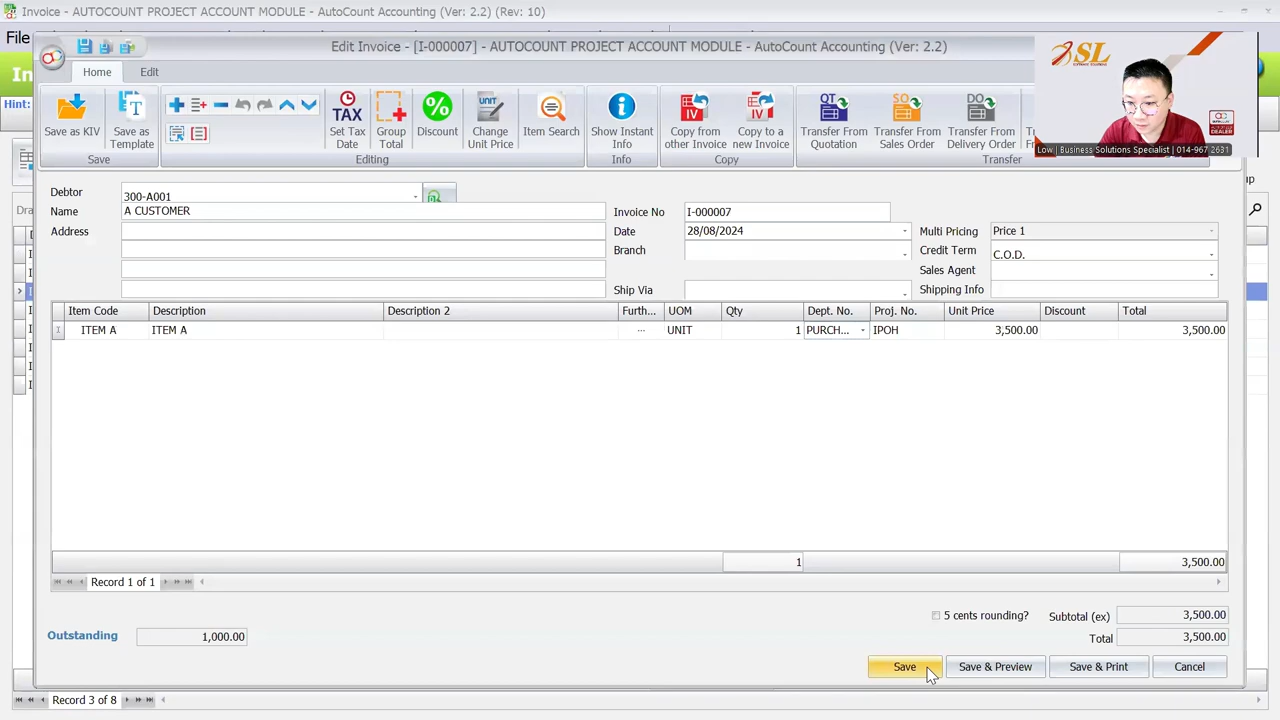 Invoice - AUTOCOUNT PROJECT ACCOUNT MODULE - AutoCount Accounting (Ver: 2.2) (Rev: 10)
File
Edit Invoice - [I-000007] - AUTOCOUNT PROJECT ACCOUNT MODULE - AutoCount Accounting (Ver: 2.2)
Home Edit
Hint:
Save as KIV
Save as Template
Save
Set Tax Date
Group Total
Discount
Change Unit Price
Item Search
Editing
Show Instant Info
Info
Copy from other Invoice
Copy to a new Invoice
Copy
Transfer From Quotation
Transfer From Sales Order
Transfer From Delivery Order
Transfer
SL
Low | Business Solutions Specialist | 014-967 2631
Debtor 300-A001
Name A CUSTOMER Invoice No I-000007
Address Date 28/08/2024 Multi Pricing Price 1
Branch Credit Term C.O.D.
Sales Agent
Ship Via Shipping Info
Item Code Description Description 2 Furth... UOM Qty Dept. No. Proj. No. Unit Price Discount Total
ITEM A ITEM A ... UNIT 1 PURCH... IPOH 3,500.00 3,500.00
1 3,500.00
Record 1 of 1
5 cents rounding? Subtotal (ex) 3,500.00
Outstanding 1,000.00 Total 3,500.00
Save Save & Preview Save & Print Cancel
Record 3 of 8